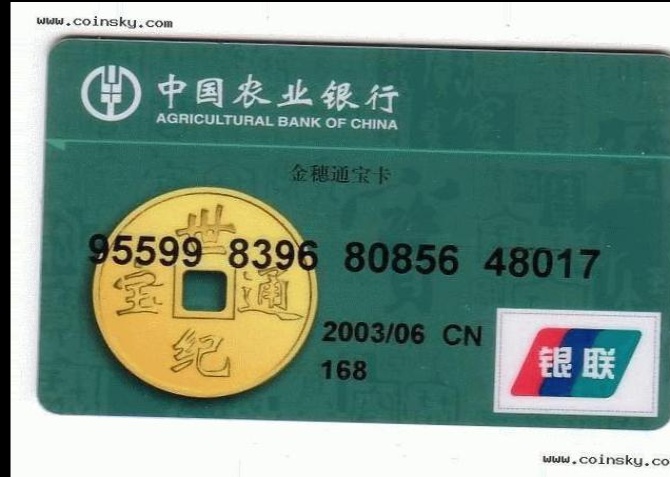 www.coinsky.com
中国农业银行
AGRICULTURAL BANK OF CHINA
金穗通宝卡
世
宝 通
纪
95599 8396 80856 48017
2003/06 CN
168
银联
www.coinsky.co